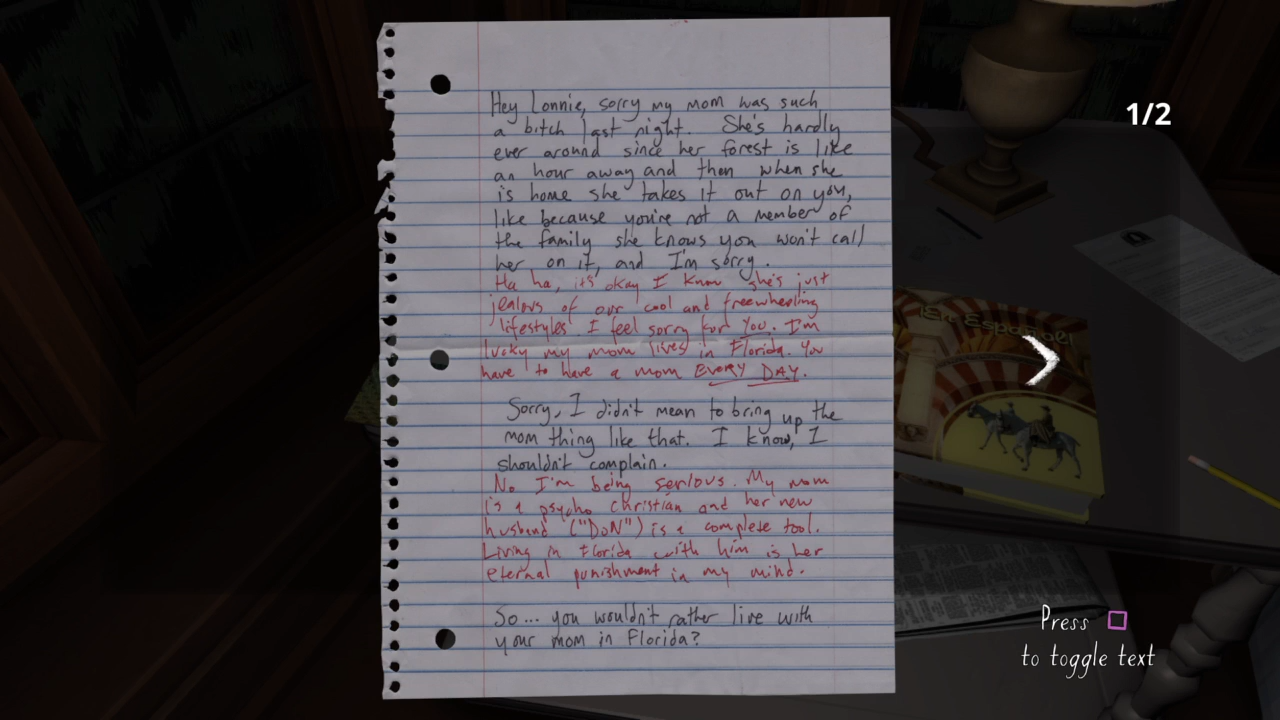 Hey Lonnie, sorry my mom was such
a bitch last night. She's hardly
ever around since her forest is like
an hour away and then when she
is home she takes it out on you,
like because you're not a member of
the family she knows you won't call
her on it, and I'm sorry.
Ha ha, it's okay I know she's just
jealous of our cool and freewheeling
lifestyles. I feel sorry for You. I'm
lucky my mom lives in Florida. You
have to have a mom EVERY DAY.
Sorry, I didn't mean to bring up the
mom thing like that. I know, I
shouldn't complain.
No I'm being serious. My mom
is a psycho christian and her new
husband ("DON") is a complete tool.
Living in Florida with him is her
eternal punishment in my mind.
So... you wouldn't rather live with
your mom in Florida?
1/2
¡En Español!
Press
to toggle text